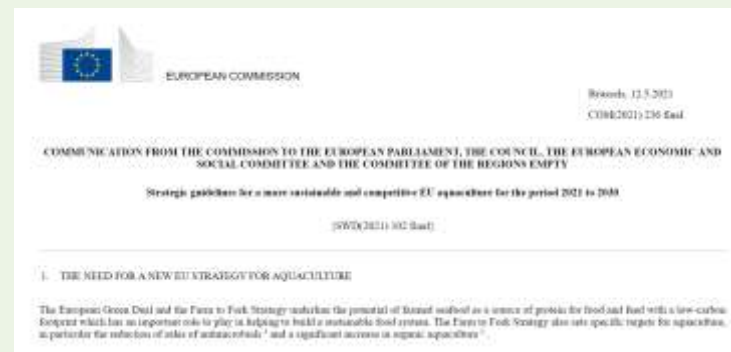 EUROPEAN COMMISSION
Brussels, 12.5.2021
COM(2021) 236 final
COMMUNICATION FROM THE COMMISSION TO THE EUROPEAN PARLIAMENT, THE COUNCIL, THE EUROPEAN ECONOMIC AND
SOCIAL COMMITTEE AND THE COMMITTEE OF THE REGIONS EMPTY
Strategic guidelines for a more sustainable and competitive EU aquaculture for the period 2021 to 2030
{SWD(2021) 102 final}
1. THE NEED FOR A NEW EU STRATEGY FOR AQUACULTURE
The European Green Deal and the Farm to Fork Strategy underline the potential of farmed seafood as a source of protein for food and feed with a low-carbon
footprint which has an important role to play in helping to build a sustainable food system. The Farm to Fork Strategy also sets specific targets for aquaculture,
in particular the reduction of sales of antimicrobials ¹ and a significant increase in organic aquaculture ² .